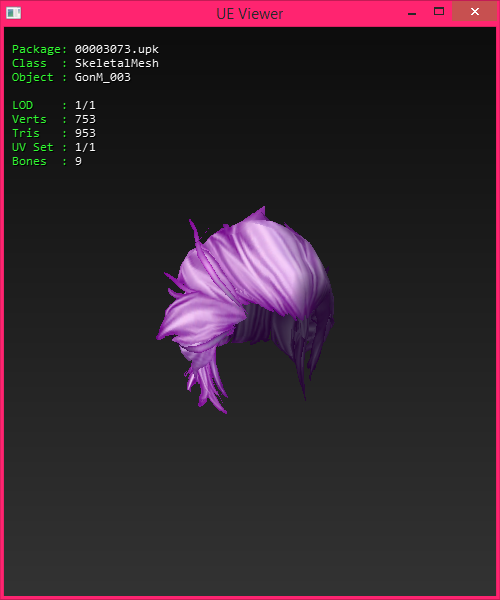 UE Viewer
Package: 00003073.upk
Class  : SkeletalMesh
Object : GonM_003
LOD    : 1/1
Verts  : 753
Tris   : 953
UV Set : 1/1
Bones  : 9